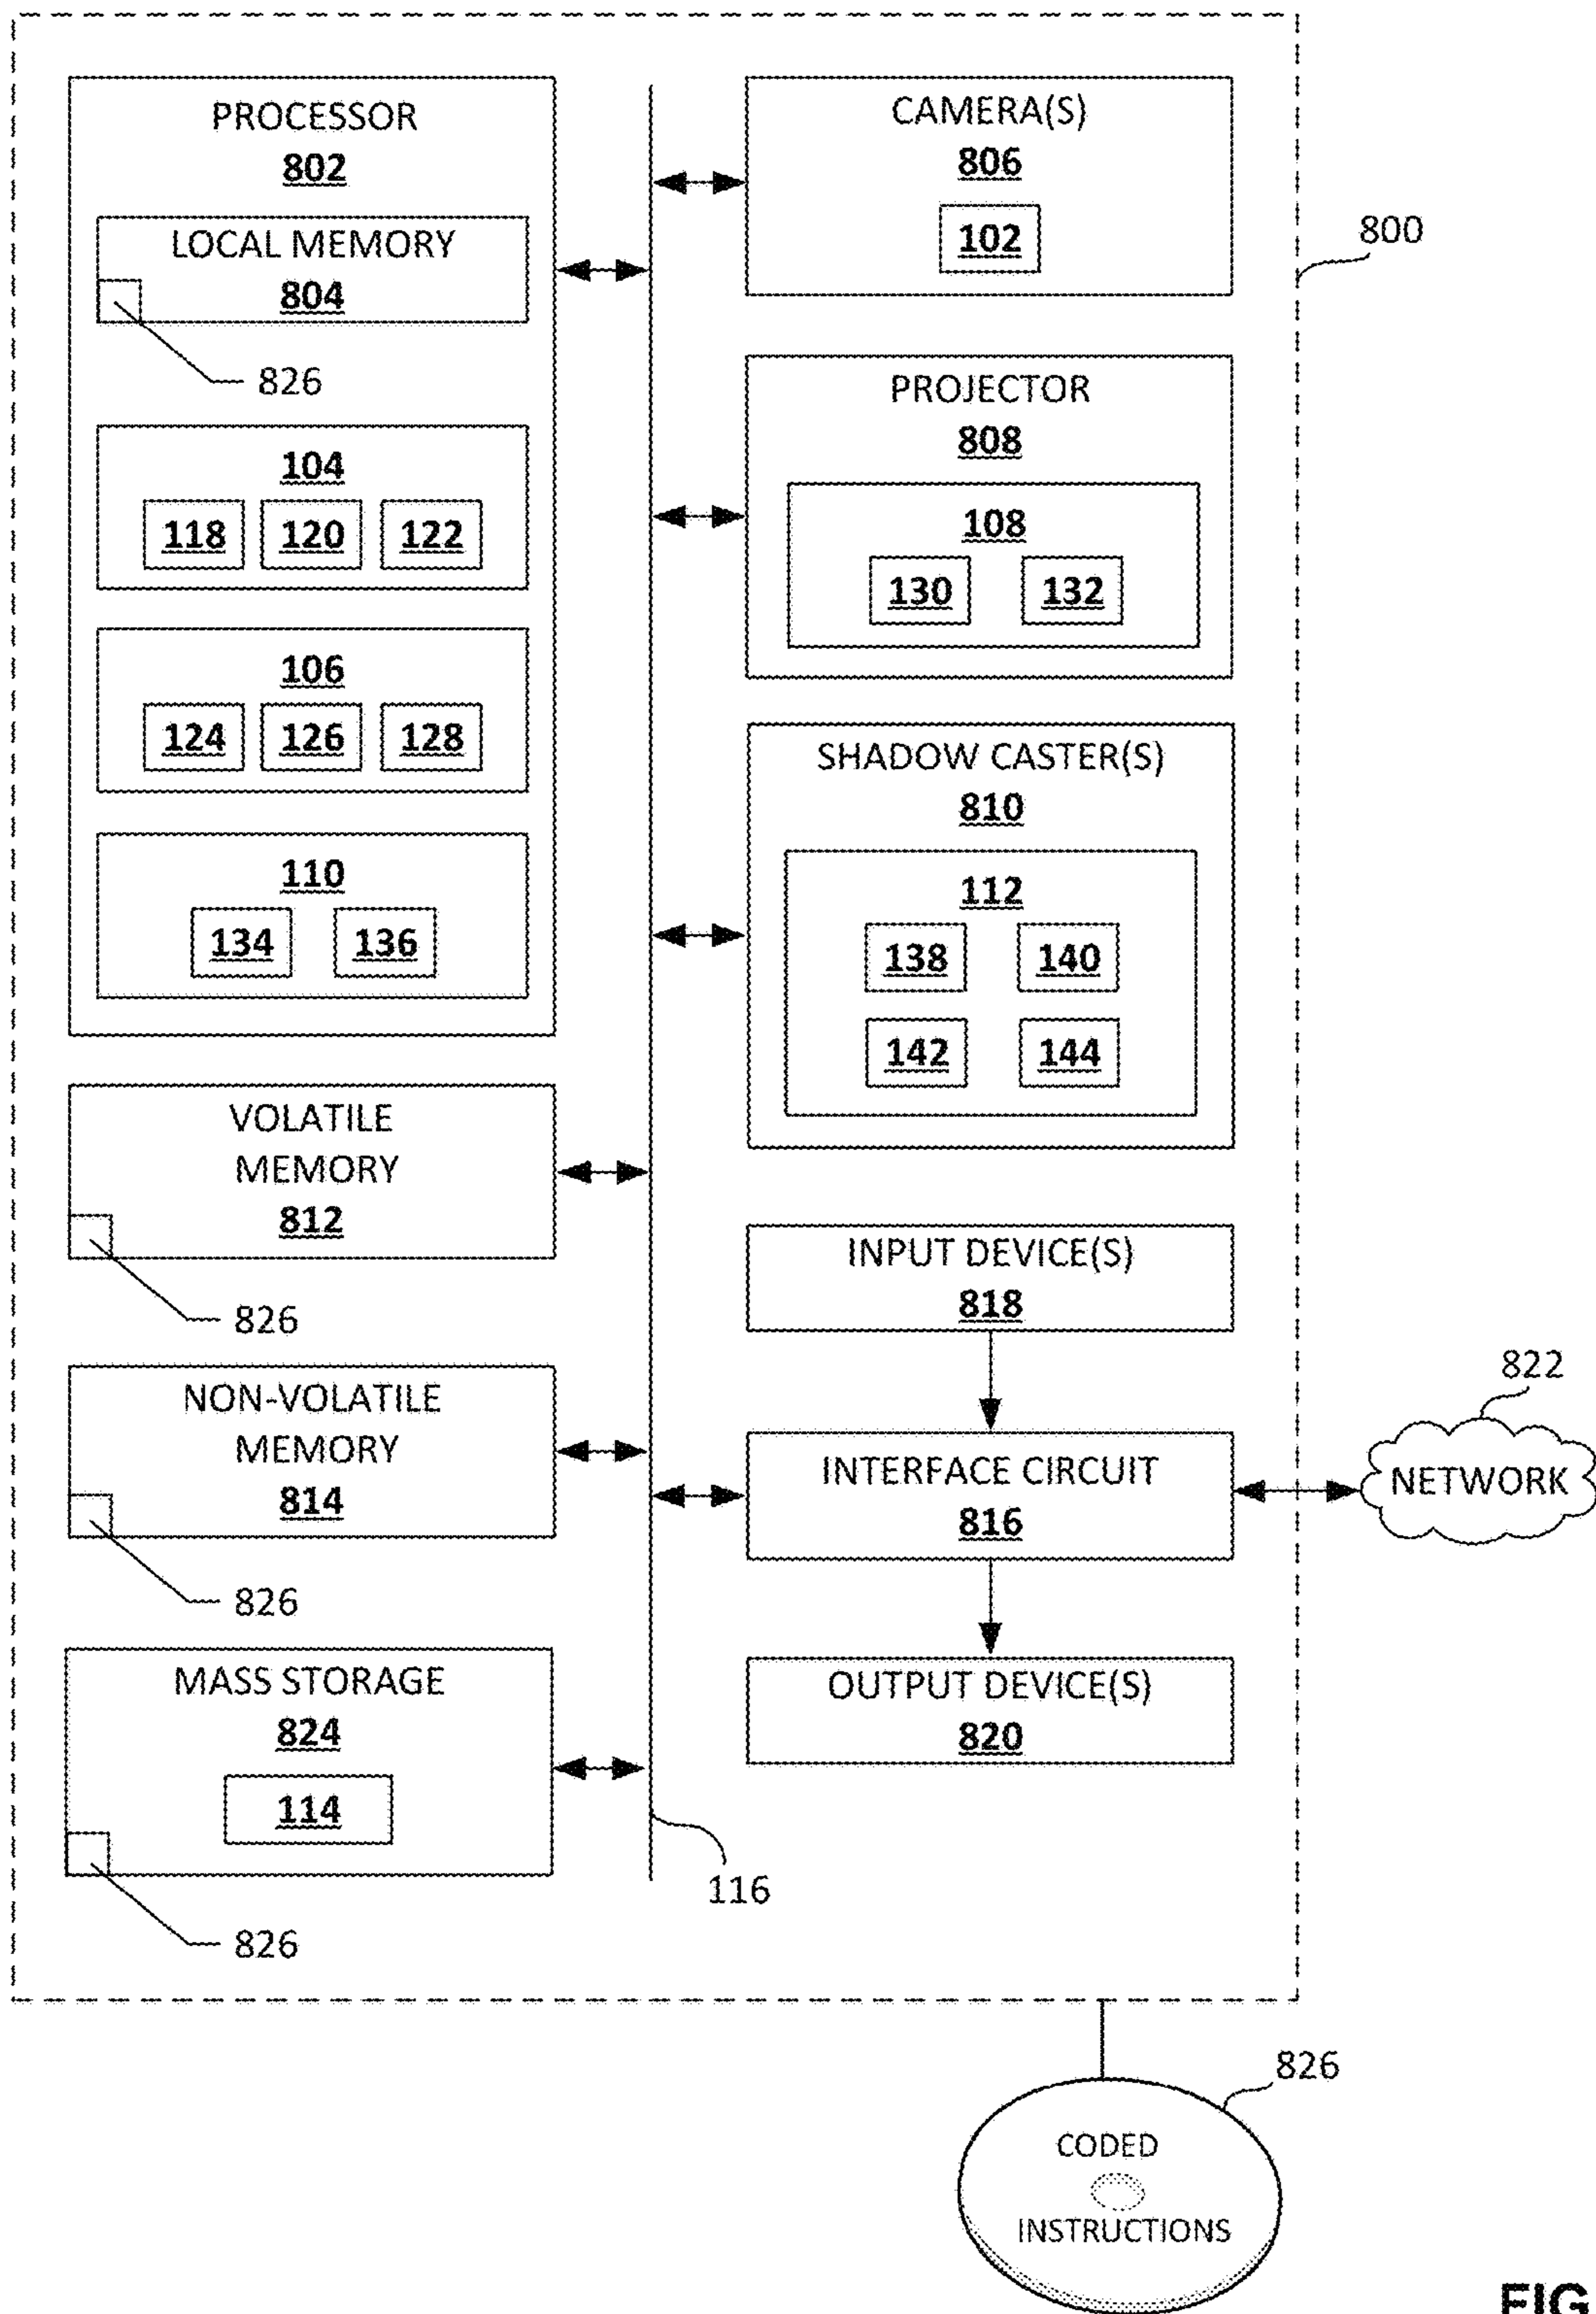 PROCESSOR
802
LOCAL MEMORY
804
826
104
118 120 122
106
124 126 128
110
134 136
VOLATILE
MEMORY
812
826
NON-VOLATILE
MEMORY
814
826
MASS STORAGE
824
114
826
116
CAMERA(S)
806
102
800
PROJECTOR
808
108
130 132
SHADOW CASTER(S)
810
112
138 140
142 144
INPUT DEVICE(S)
818
INTERFACE CIRCUIT
816
822
NETWORK
OUTPUT DEVICE(S)
820
826
CODED
INSTRUCTIONS
FIG